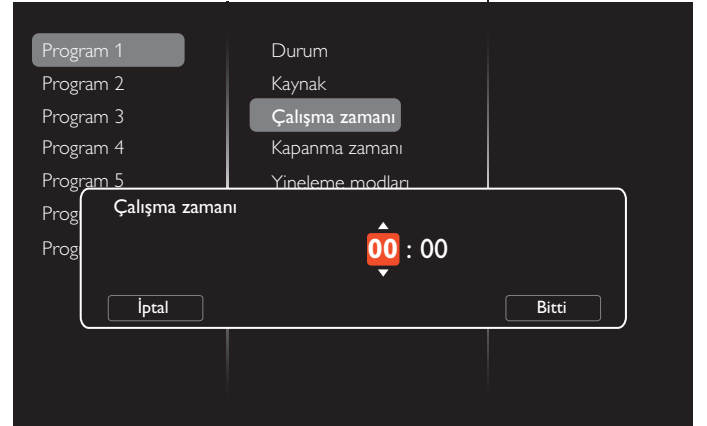 Program 1
Program 2
Program 3
Program 4
Program 5
Durum
Kaynak
Çalışma zamanı
Kapanma zamanı
Yineleme modları
Çalışma zamanı
00 : 00
İptal
Bitti